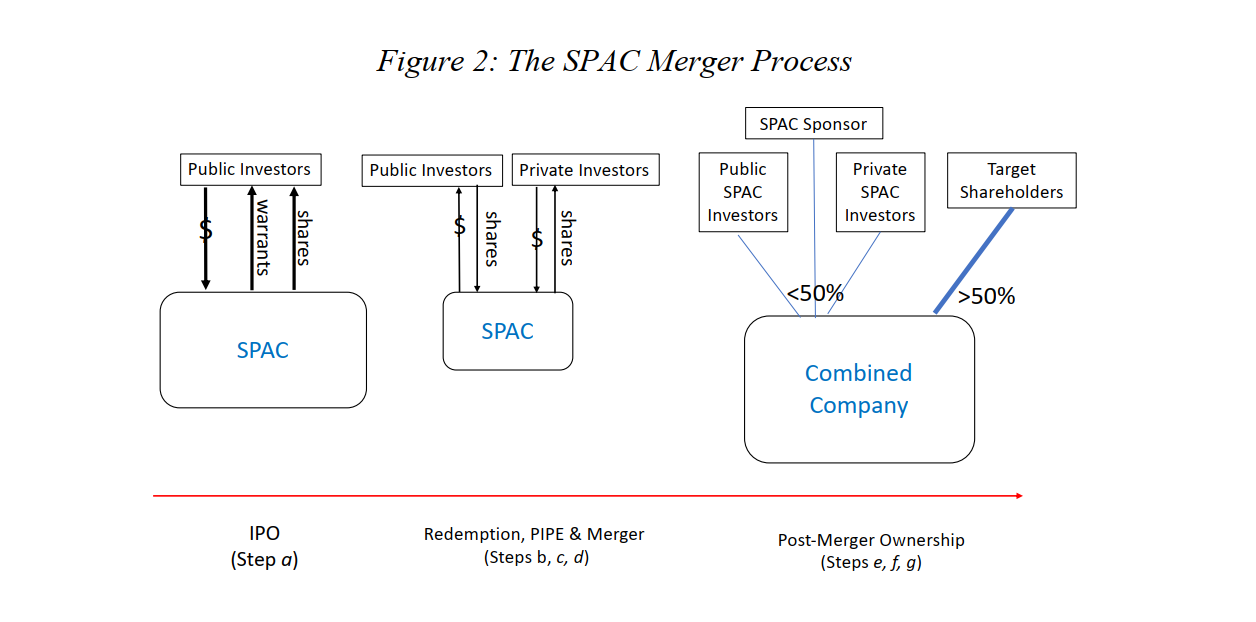 Figure 2: The SPAC Merger Process
Public Investors
$
warrants
shares
SPAC
IPO
(Step a)
Public Investors
Private Investors
$
shares
$
shares
SPAC
Redemption, PIPE & Merger
(Steps b, c, d)
SPAC Sponsor
Public
SPAC
Investors
Private
SPAC
Investors
Target
Shareholders
<50%
>50%
Combined
Company
Post-Merger Ownership
(Steps e, f, g)